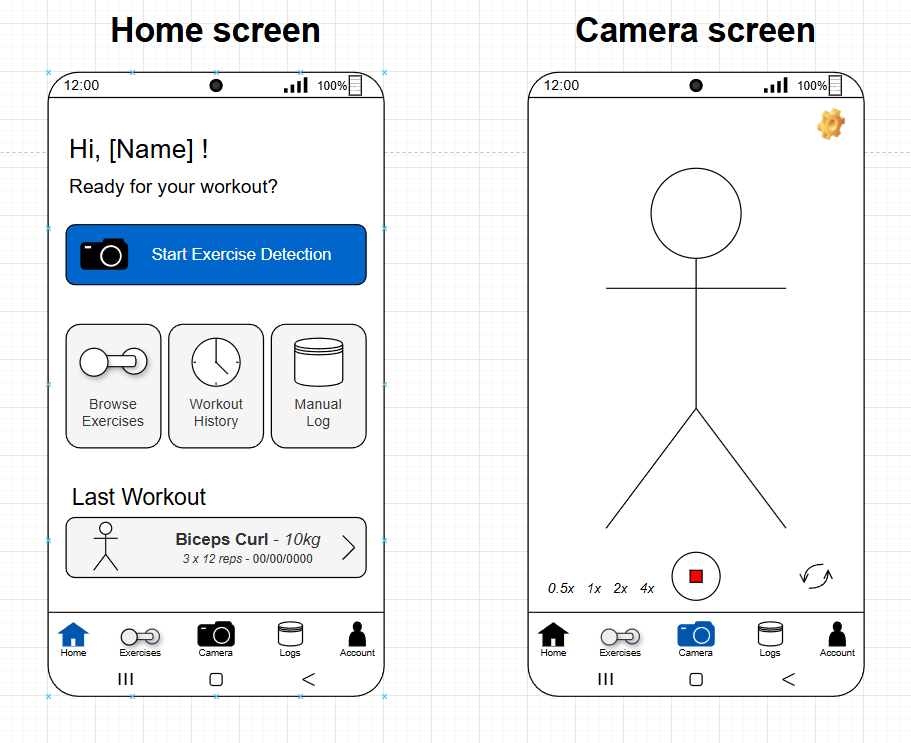 Home screen
12:00
100%
Hi, [Name] !
Ready for your workout?
Start Exercise Detection
Browse
Exercises
Workout
History
Manual
Log
Last Workout
Biceps Curl - 10kg
3 x 12 reps - 00/00/0000
Home
Exercises
Camera
Logs
Account
Camera screen
12:00
100%
0.5x 1x 2x 4x
Home
Exercises
Camera
Logs
Account